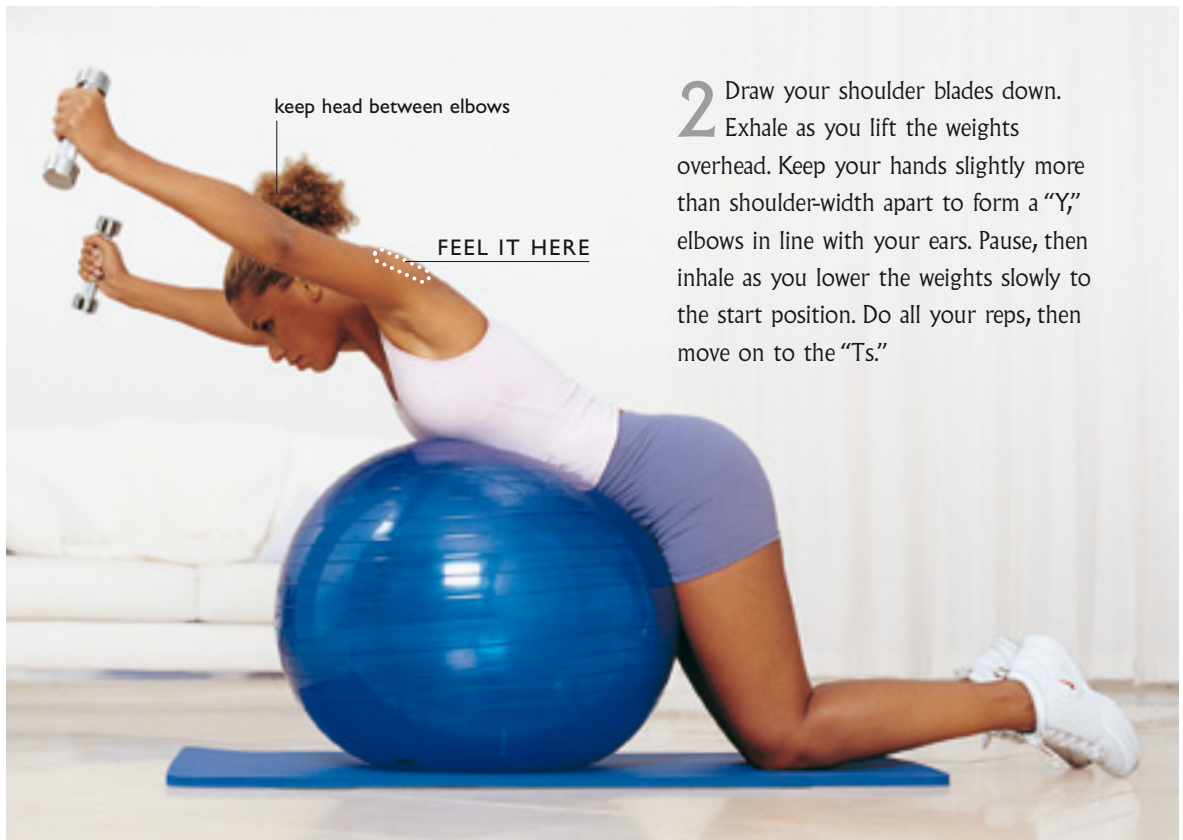 keep head between elbows
FEEL IT HERE
2 Draw your shoulder blades down.
Exhale as you lift the weights
overhead. Keep your hands slightly more
than shoulder-width apart to form a “Y,”
elbows in line with your ears. Pause, then
inhale as you lower the weights slowly to
the start position. Do all your reps, then
move on to the “Ts.”